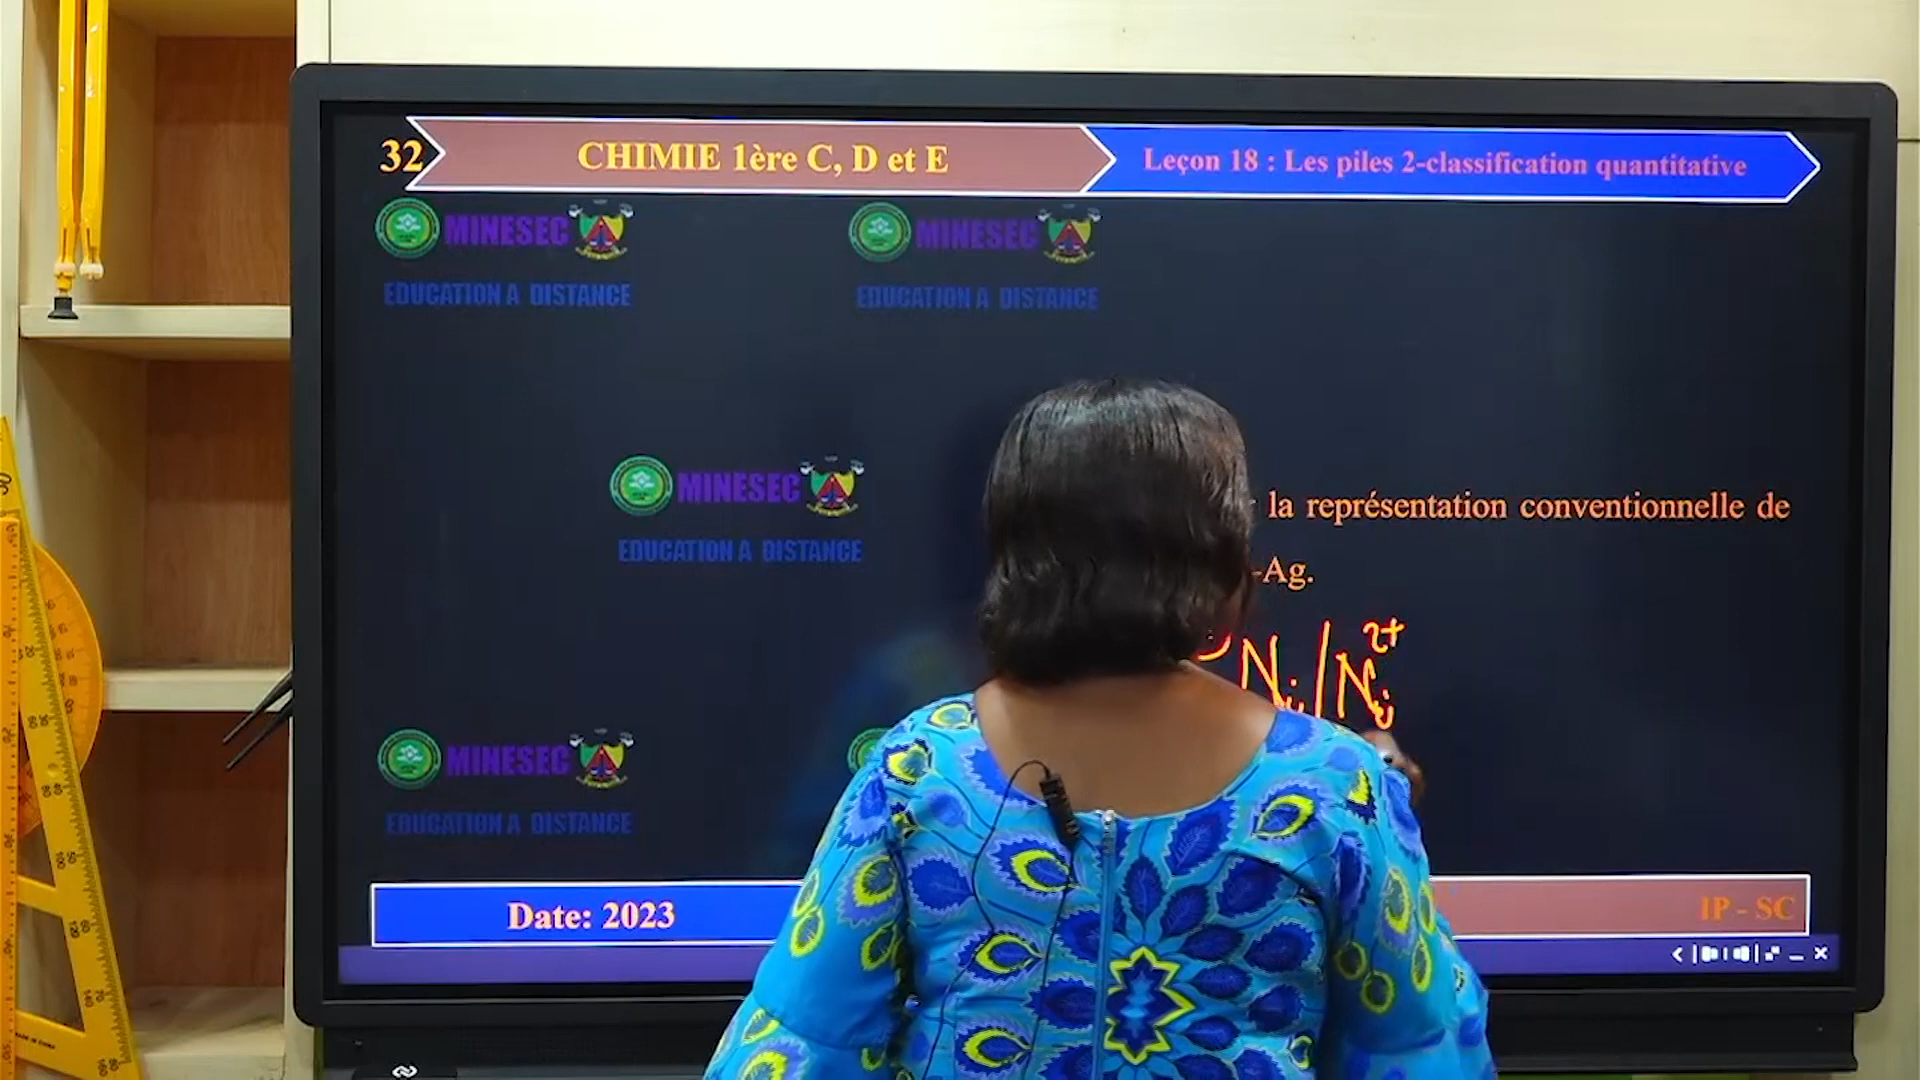 32
CHIMIE 1ère C, D et E
Leçon 18 : Les piles 2-classification quantitative
MINESEC
EDUCATION A DISTANCE
MINESEC
EDUCATION A DISTANCE
MINESEC
EDUCATION A DISTANCE
la représentation conventionnelle de
-Ag.
Ni/Ni2+
MINESEC
EDUCATION A DISTANCE
Date: 2023
IP - SC